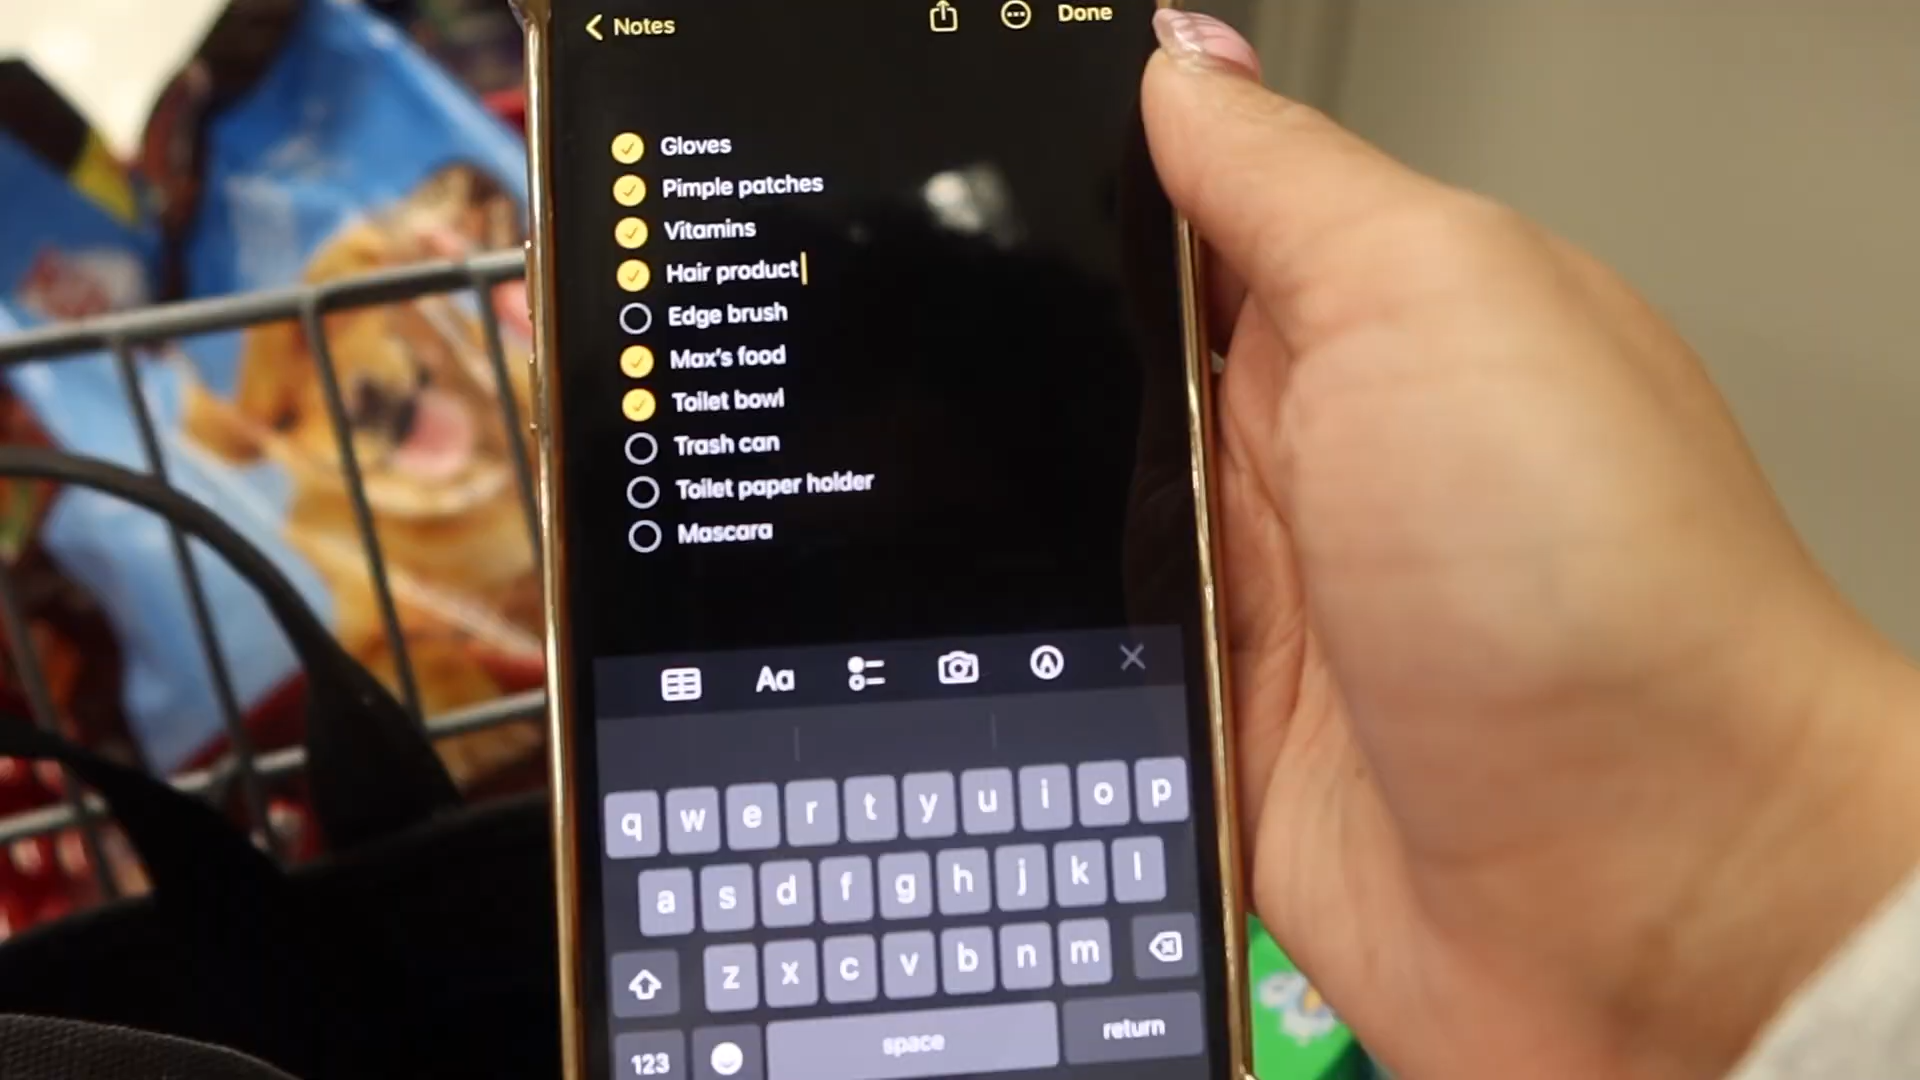 Notes
Done
Gloves
Pimple patches
Vitamins
Hair product
Edge brush
Max's food
Toilet bowl
Trash can
Toilet paper holder
Mascara
Aa
q w e r t y u i o p
a s d f g h j k l
z x c v b n m
123 space return